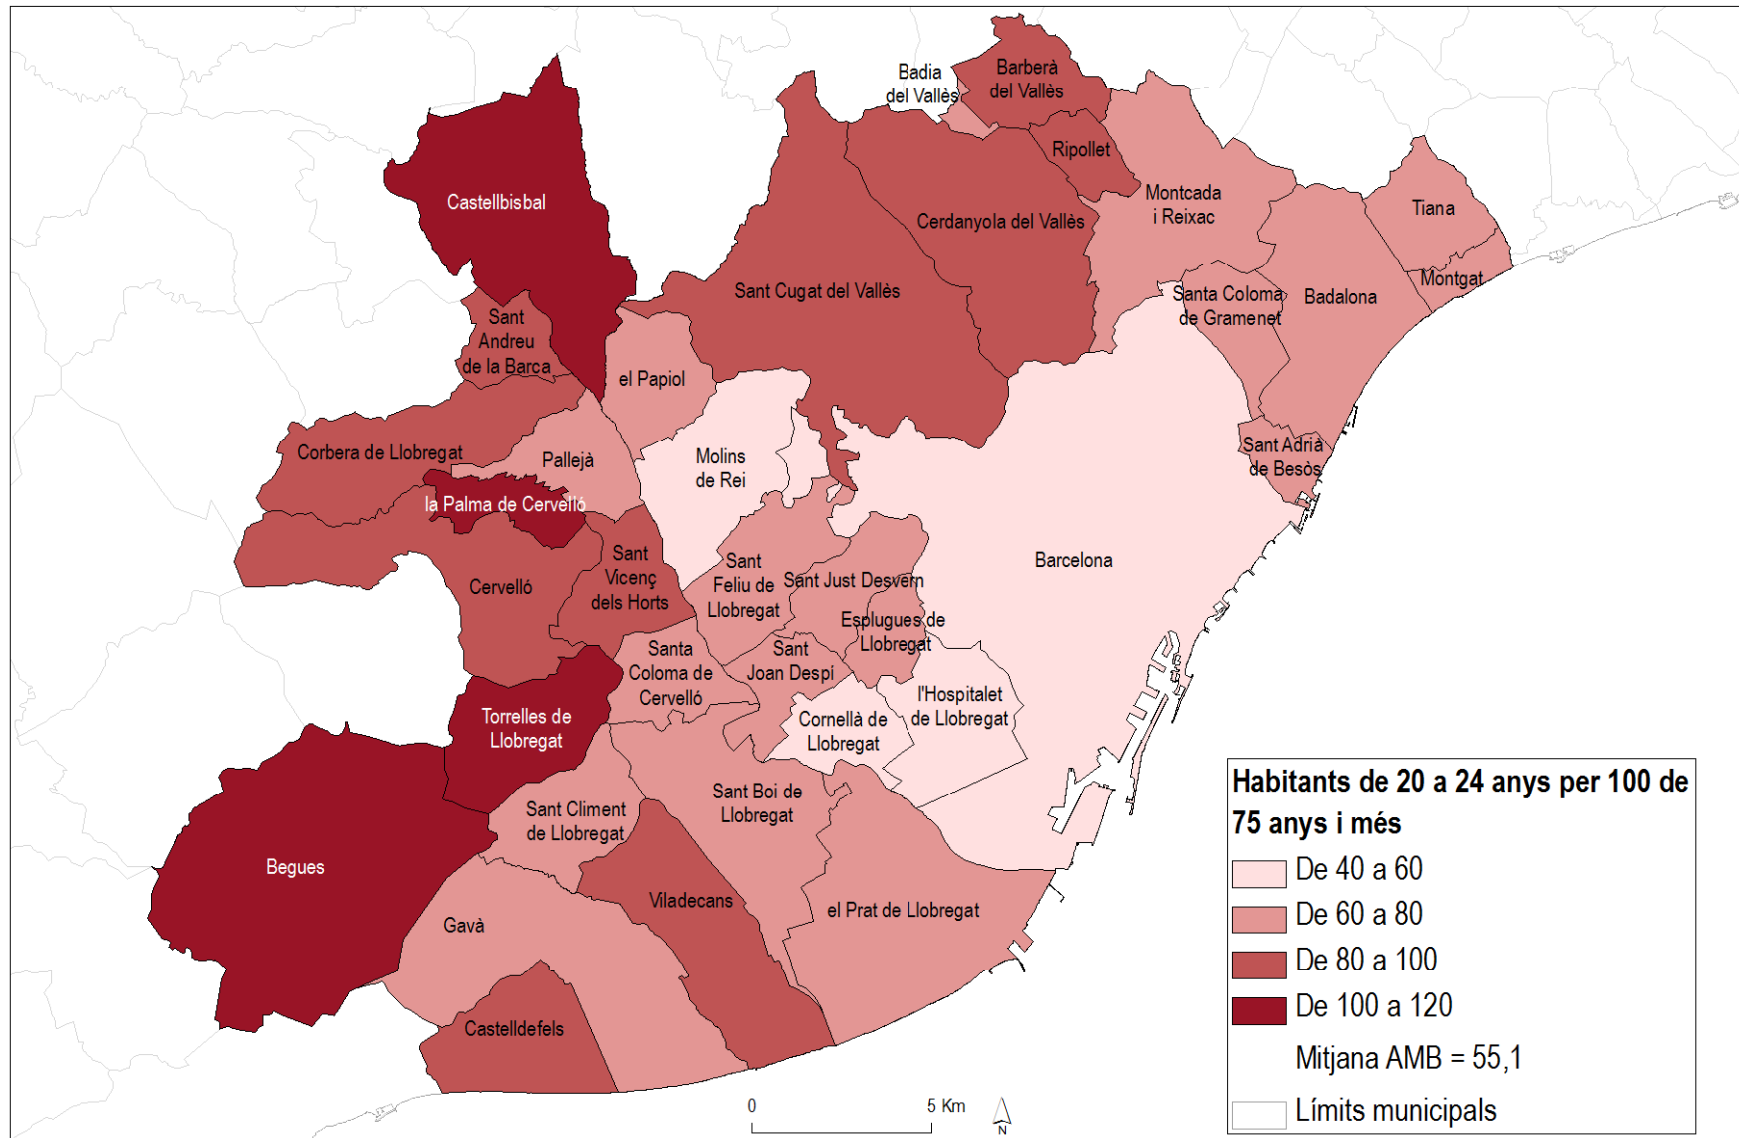 Badia
del Vallès
Barberà
del Vallès
Ripollet
Castellbisbal
Montcada
i Reixac
Tiana
Cerdanyola del Vallès
Montgat
Sant Cugat del Vallès
Santa Coloma
de Gramenet
Badalona
Sant
Andreu
de la Barca
el Papiol
Corbera de Llobregat
Pallejà
Molins
de Rei
Sant Adrià
de Besòs
la Palma de Cervelló
Barcelona
Sant
Vicenç
dels Horts
Cervelló
Sant
Feliu de
Llobregat
Sant Just Desvern
Esplugues de
Llobregat
Santa
Coloma de
Cervelló
Sant
Joan Despí
l'Hospitalet
de Llobregat
Torrelles de
Llobregat
Cornellà de
Llobregat
Sant Climent
de Llobregat
Sant Boi de
Llobregat
Begues
Viladecans
el Prat de Llobregat
Gavà
Castelldefels
Habitants de 20 a 24 anys per 100 de
75 anys i més
De 40 a 60
De 60 a 80
De 80 a 100
De 100 a 120
Mitjana AMB = 55,1
Límits municipals
0 5 Km
N